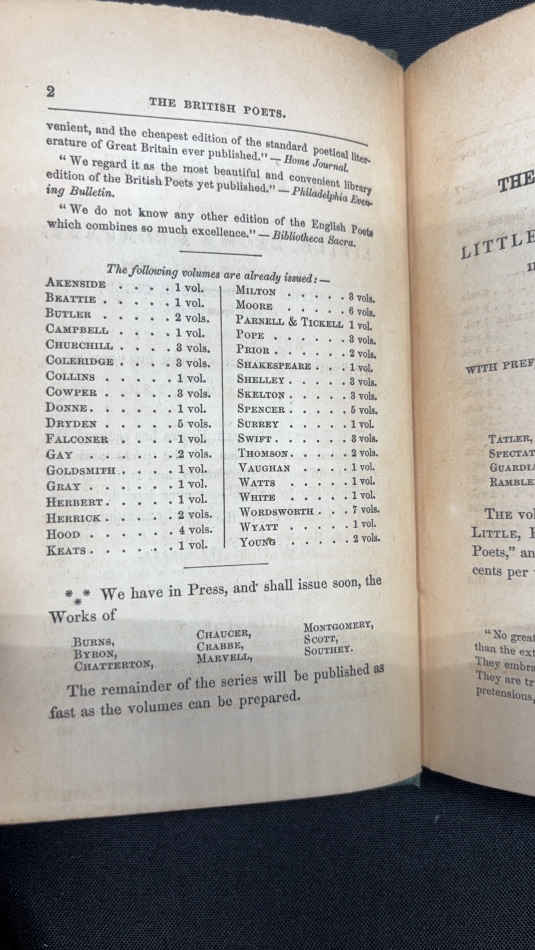 2
THE BRITISH POETS.
venient, and the cheapest edition of the standard poetical liter-
erature of Great Britain ever published." — Home Journal.
"We regard it as the most beautiful and convenient library
edition of the British Poets yet published." — Philadelphia Even-
ing Bulletin.
"We do not know any other edition of the English Poets
which combines so much excellence." — Bibliotheca Sacra.
The following volumes are already issued: —
AKENSIDE . . . . 1 vol.
BEATTIE . . . . . 1 vol.
BUTLER . . . . . 2 vols.
CAMPBELL . . . . 1 vol.
CHURCHILL . . . . 3 vols.
COLERIDGE . . . . 3 vols.
COLLINS . . . . . 1 vol.
COWPER . . . . . 3 vols.
DONNE . . . . . . 1 vol.
DRYDEN . . . . . 5 vols.
FALCONER . . . . 1 vol.
GAY . . . . . . 2 vols.
GOLDSMITH . . . . 1 vol.
GRAY . . . . . . 1 vol.
HERBERT . . . . . 1 vol.
HERRICK . . . . . 2 vols.
HOOD . . . . . . 4 vols.
KEATS . . . . . . 1 vol.
MILTON . . . . . 3 vols.
MOORE . . . . . 6 vols.
PARNELL & TICKELL 1 vol.
POPE . . . . . . 3 vols.
PRIOR . . . . . . 2 vols.
SHAKESPEARE . . . 1 vol.
SHELLEY . . . . . 3 vols.
SKELTON . . . . . 3 vols.
SPENCER . . . . . 5 vols.
SURREY . . . . . 1 vol.
SWIFT . . . . . . 3 vols.
THOMSON . . . . . 2 vols.
VAUGHAN . . . . 1 vol.
WATTS . . . . . 1 vol.
WHITE . . . . . 1 vol.
WORDSWORTH . . . 7 vols.
WYATT . . . . . 1 vol.
YOUNG . . . . . 2 vols.
*** We have in Press, and shall issue soon, the
Works of
BURNS,
BYRON,
CHATTERTON,
CHAUCER,
CRABBE,
MARVELL,
MONTGOMERY,
SCOTT,
SOUTHEY.
The remainder of the series will be published as
fast as the volumes can be prepared.
THE
LITTLE
WITH PREF
TATLER,
SPECTAT
GUARDIA
RAMBLE
THE vol
LITTLE,
Poets," an
cents per
"No great
than the ext
They embra
They are tr
pretensious,